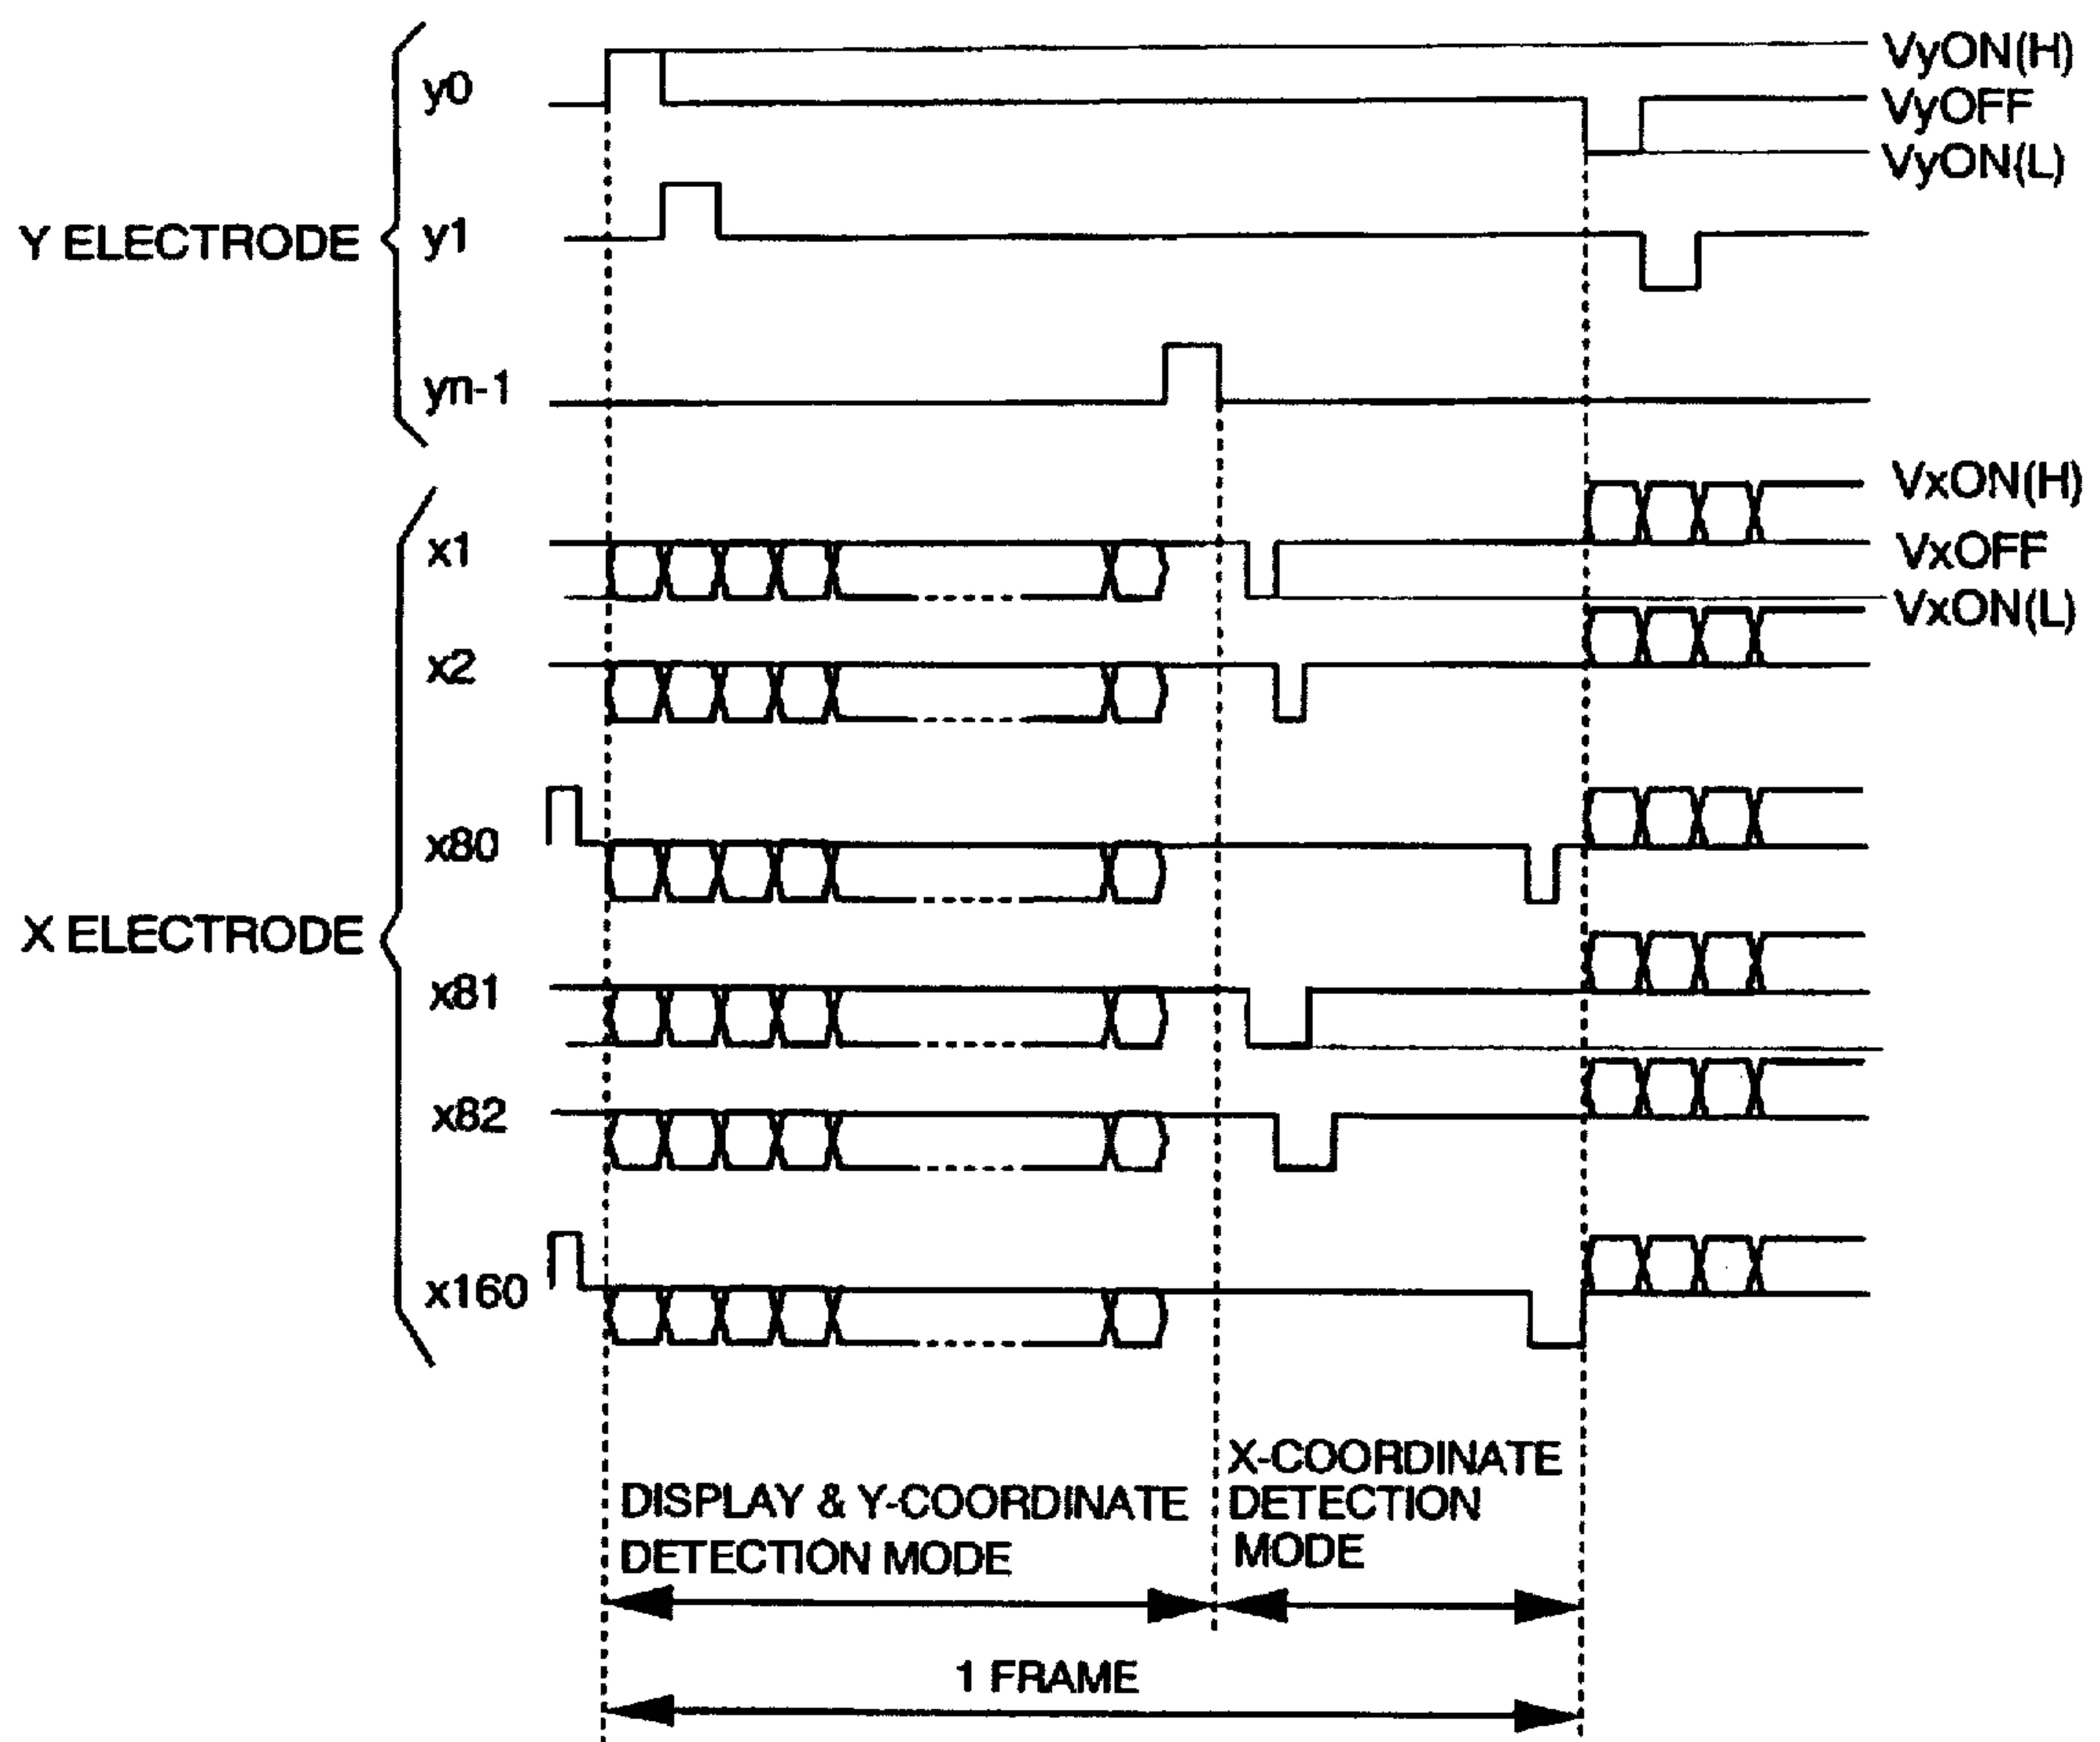 y0
VyON(H)
VyOFF
VyON(L)
Y ELECTRODE
y1
yn-1
VxON(H)
x1
VxOFF
VxON(L)
x2
x80
X ELECTRODE
x81
x82
x160
DISPLAY & Y-COORDINATE
DETECTION MODE
X-COORDINATE
DETECTION
MODE
1 FRAME